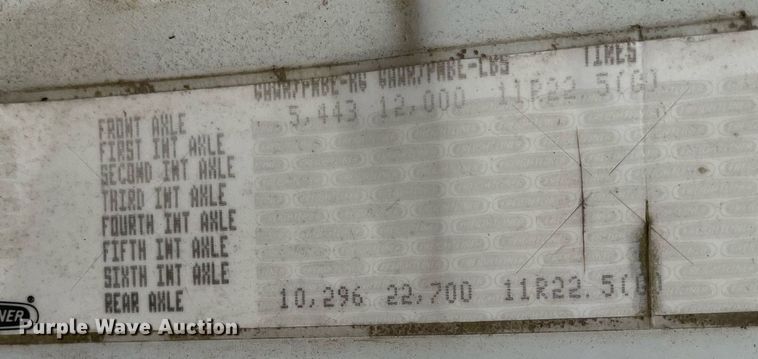 GAWR/PNBE-KG GAWR/PNBE-LBS TIRES
FRONT AXLE 5,443 12,000 11R22.5(G)
FIRST INT AXLE
SECOND INT AXLE
THIRD INT AXLE
FOURTH INT AXLE
FIFTH INT AXLE
SIXTH INT AXLE
REAR AXLE 10,296 22,700 11R22.5(G)
NER
Purple Wave Auction